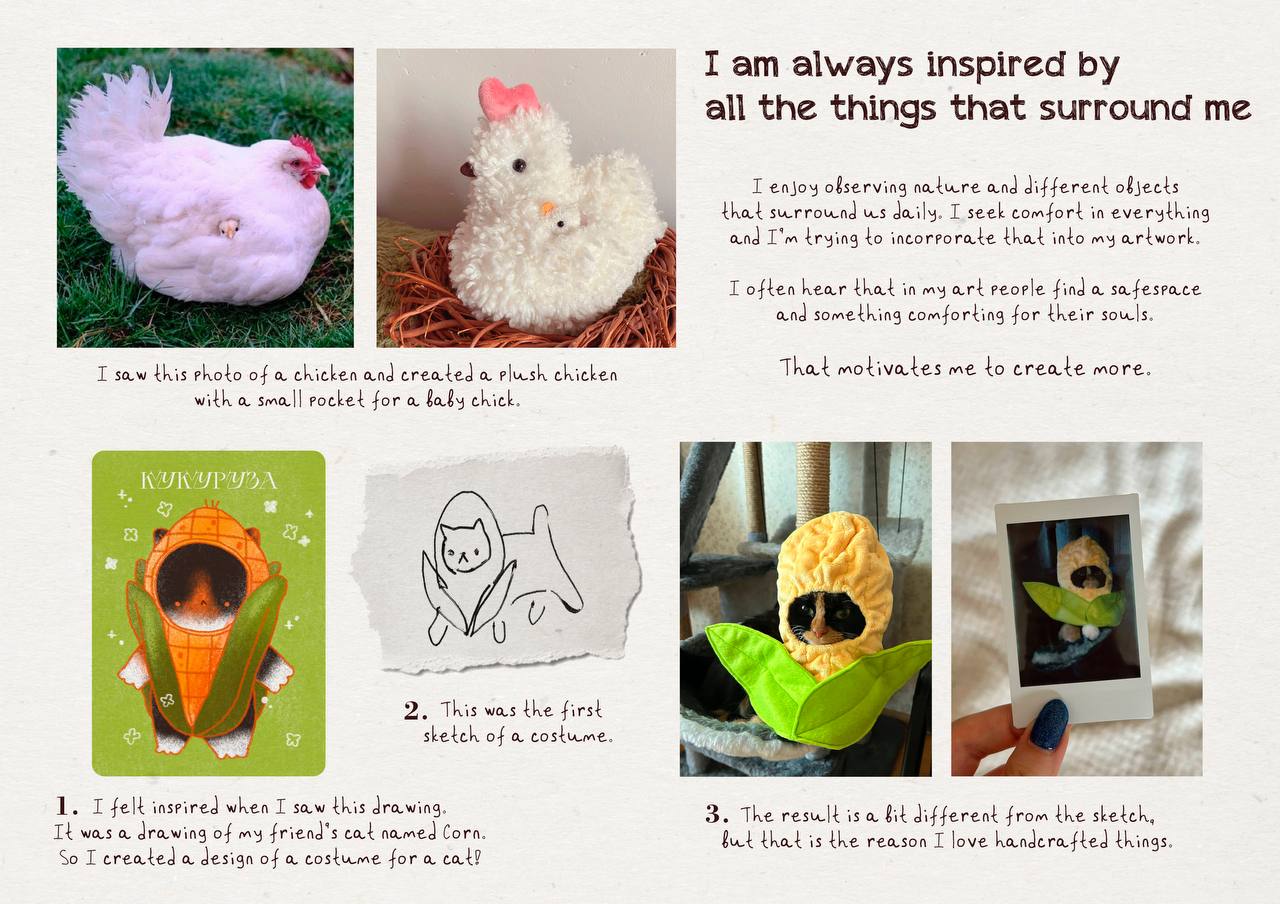 I am always inspired by
all the things that surround me
I enjoy observing nature and different objects
that surround us daily. I seek comfort in everything
and I'm trying to incorporate that into my artwork.
I often hear that in my art people find a safespace
and something comforting for their souls.
That motivates me to create more.
I saw this photo of a chicken and created a plush chicken
with a small pocket for a baby chick.
КУКУРУЗА
1. I felt inspired when I saw this drawing.
It was a drawing of my friend's cat named Corn.
So I created a design of a costume for a cat!
2. This was the first
sketch of a costume.
3. The result is a bit different from the sketch,
but that is the reason I love handcrafted things.